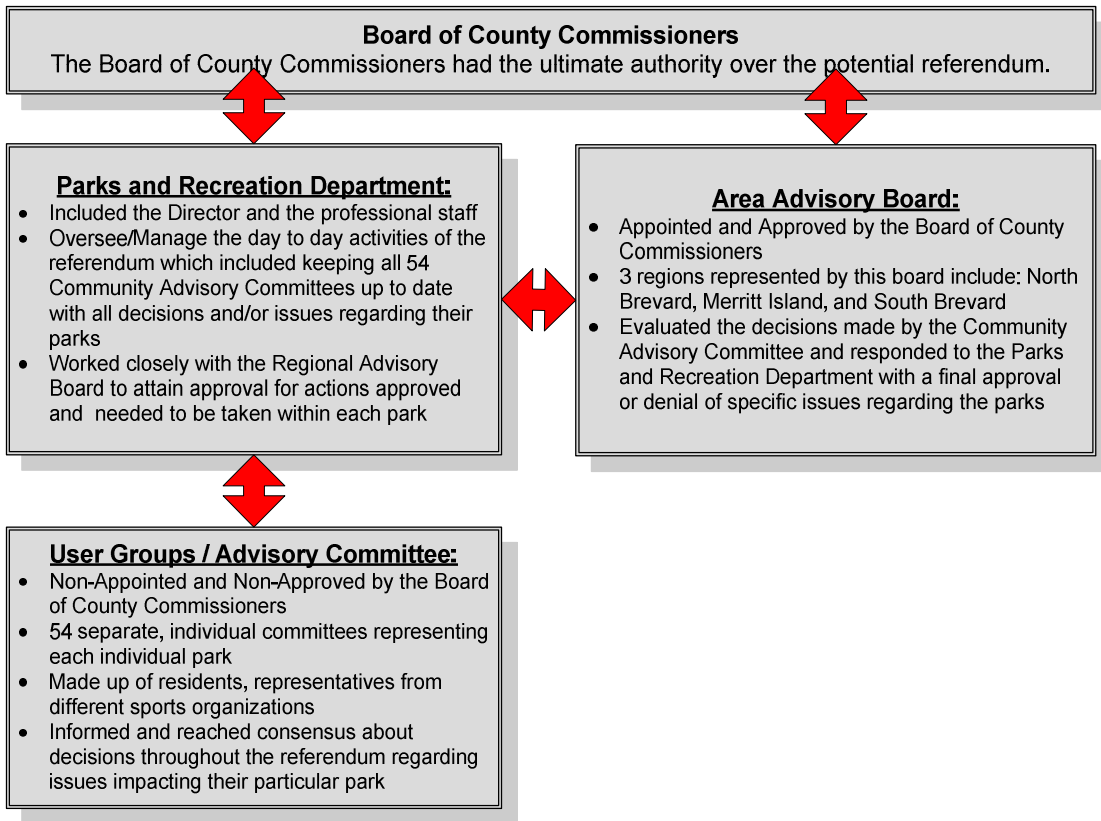 Board of County Commissioners
The Board of County Commissioners had the ultimate authority over the potential referendum.
Parks and Recreation Department:
• Included the Director and the professional staff
• Oversee/Manage the day to day activities of the
referendum which included keeping all 54
Community Advisory Committees up to date
with all decisions and/or issues regarding their
parks
• Worked closely with the Regional Advisory
Board to attain approval for actions approved
and needed to be taken within each park
Area Advisory Board:
• Appointed and Approved by the Board of County
Commissioners
• 3 regions represented by this board include: North
Brevard, Merritt Island, and South Brevard
• Evaluated the decisions made by the Community
Advisory Committee and responded to the Parks
and Recreation Department with a final approval
or denial of specific issues regarding the parks
User Groups / Advisory Committee:
• Non-Appointed and Non-Approved by the Board
of County Commissioners
• 54 separate, individual committees representing
each individual park
• Made up of residents, representatives from
different sports organizations
• Informed and reached consensus about
decisions throughout the referendum regarding
issues impacting their particular park